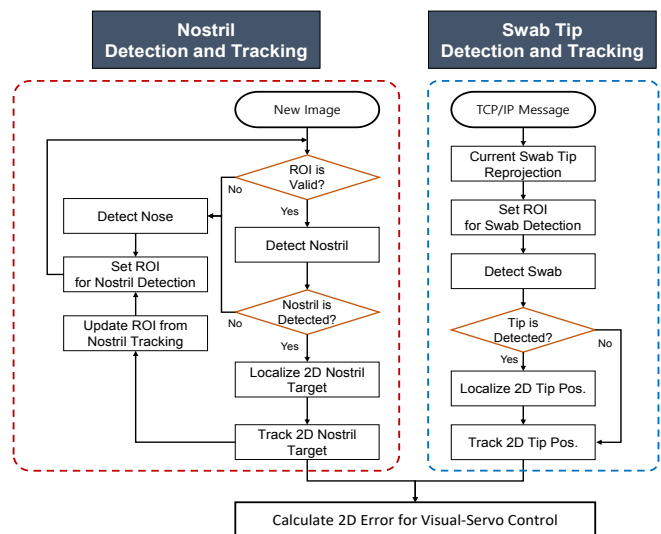 Nostril
Detection and Tracking
Swab Tip
Detection and Tracking
New Image
ROI is
Valid?
No
Yes
Detect Nose
Detect Nostril
Set ROI
for Nostril Detection
Nostril is
Detected?
No
Yes
Update ROI from
Nostril Tracking
Localize 2D Nostril
Target
Track 2D Nostril
Target
TCP/IP Message
Current Swab Tip
Reprojection
Set ROI
for Swab Detection
Detect Swab
Tip is
Detected?
Yes
No
Localize 2D Tip Pos.
Track 2D Tip Pos.
Calculate 2D Error for Visual-Servo Control